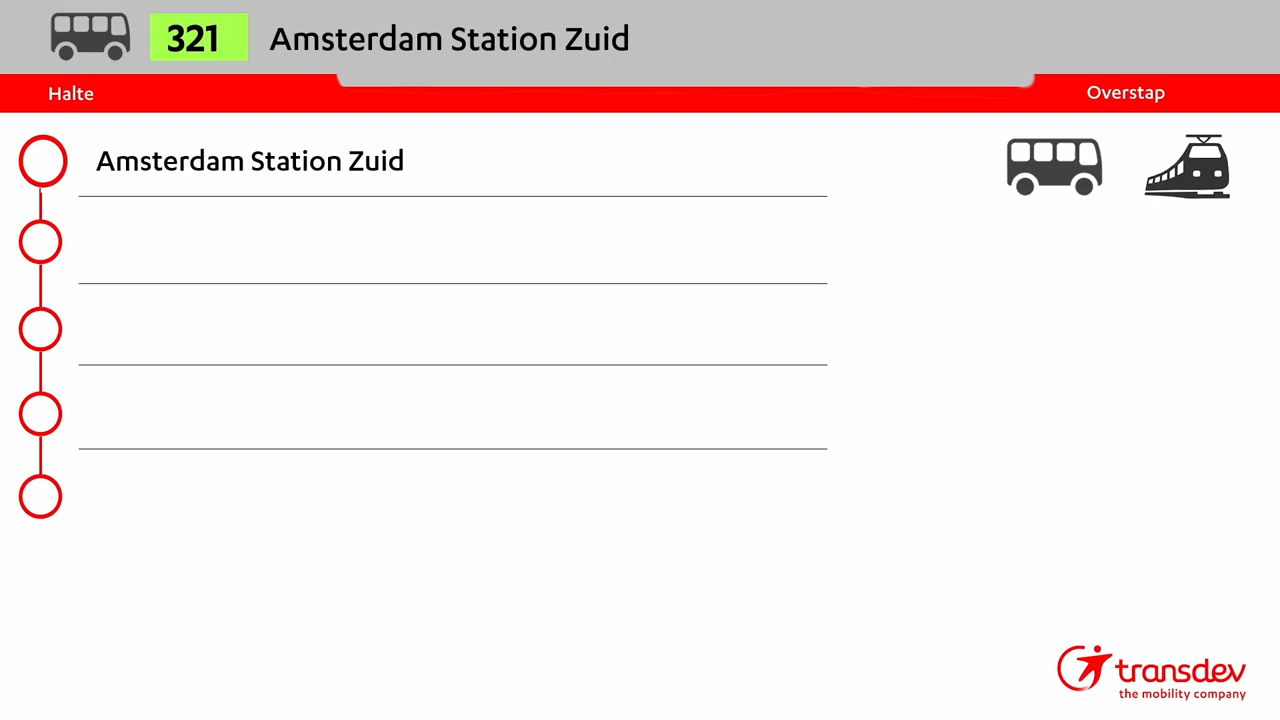 321 Amsterdam Station Zuid
Halte Overstap
Amsterdam Station Zuid
transdev
the mobility company